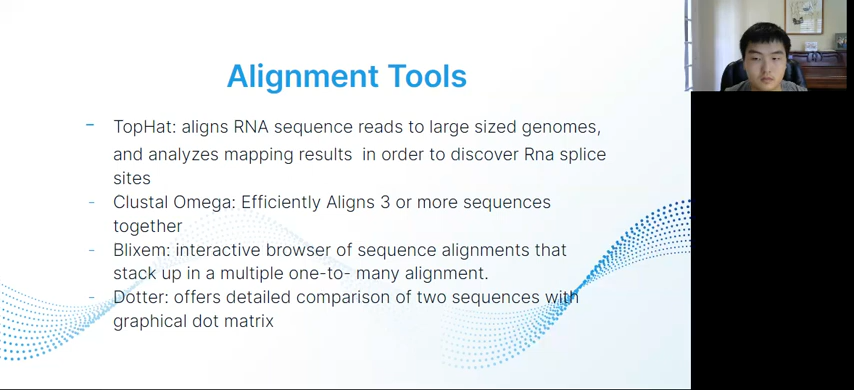 Alignment Tools
- TopHat: aligns RNA sequence reads to large sized genomes,
and analyzes mapping results in order to discover Rna splice
sites
- Clustal Omega: Efficiently Aligns 3 or more sequences
together
- Blixem: interactive browser of sequence alignments that
stack up in a multiple one-to- many alignment.
- Dotter: offers detailed comparison of two sequences with
graphical dot matrix